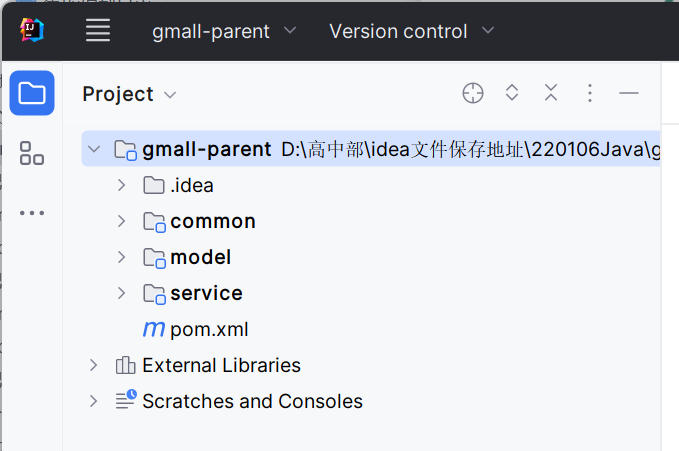 gmall-parent Version control
Project
gmall-parent D:\高中部\idea文件保存地址\220106Java\g
.idea
common
model
service
m pom.xml
External Libraries
Scratches and Consoles